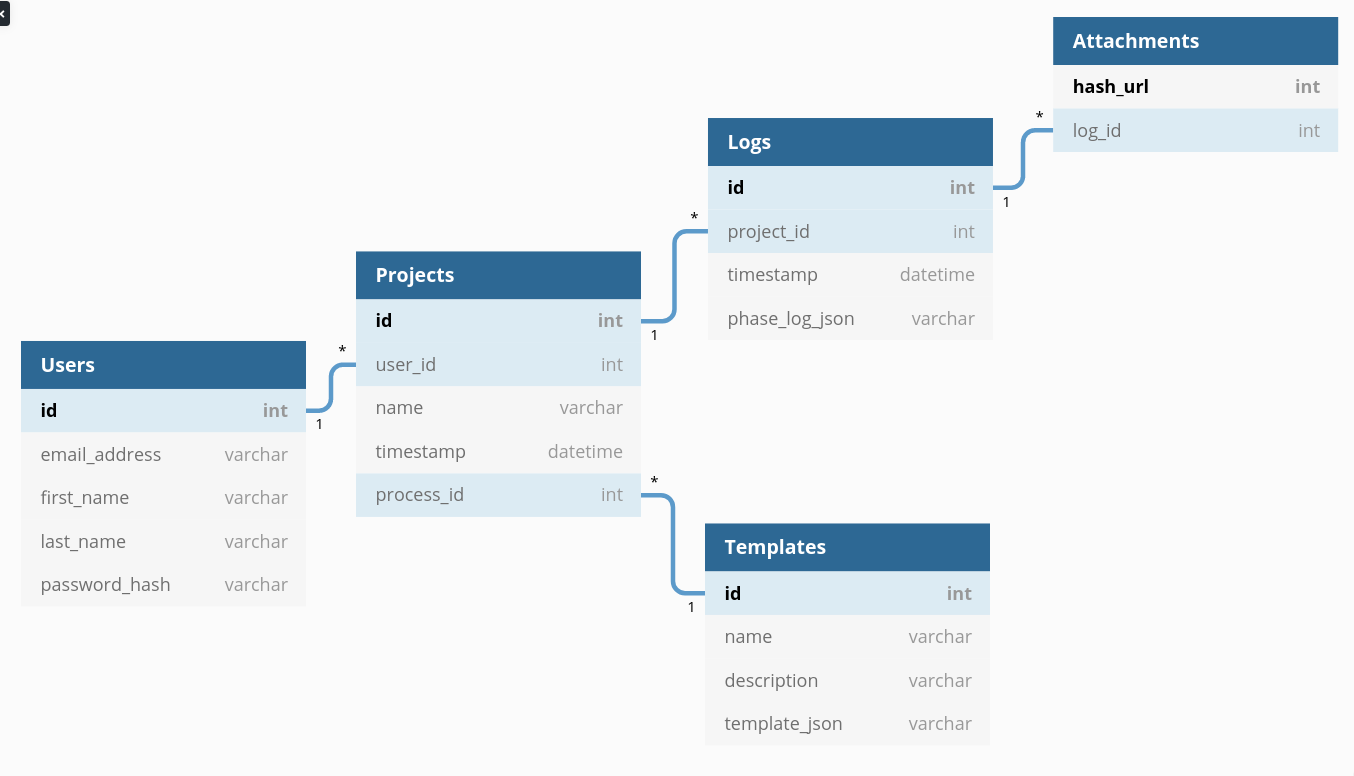 Attachments
hash_url int
log_id int
*
1
Logs
id int
project_id int
timestamp datetime
phase_log_json varchar
*
1
Projects
id int
user_id int
name varchar
timestamp datetime
process_id int
*
1
Users
id int
email_address varchar
first_name varchar
last_name varchar
password_hash varchar
*
1
Templates
id int
name varchar
description varchar
template_json varchar